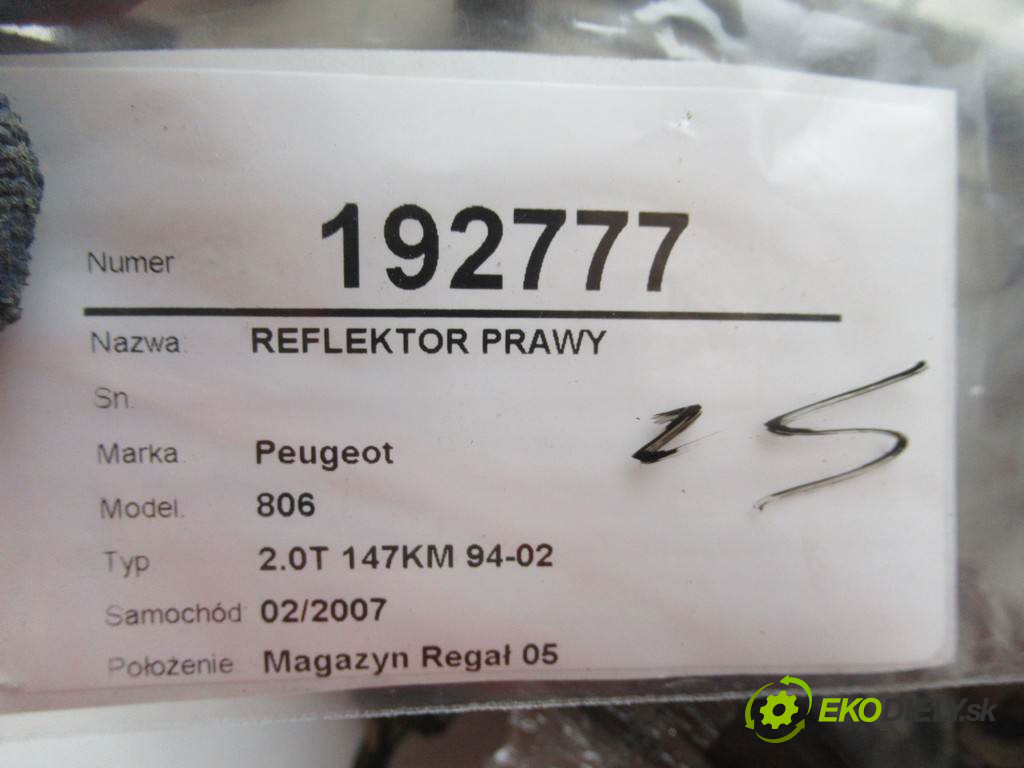 Numer 192777
Nazwa: REFLEKTOR PRAWY
Sn.
Marka Peugeot
Model. 806
Typ 2.0T 147KM 94-02
Samochód 02/2007
Położenie Magazyn Regał 05
EKODIELY.sk